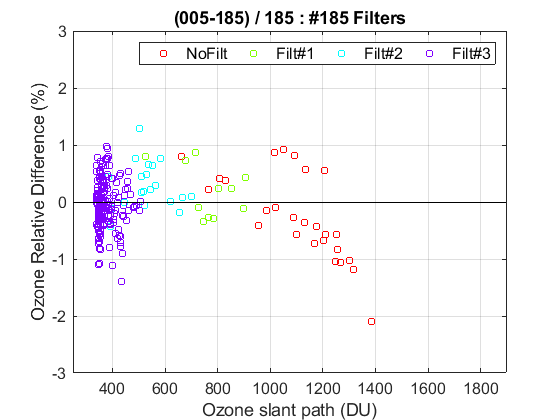 (005-185) / 185 : #185 Filters
NoFilt Filt#1 Filt#2 Filt#3
Ozone Relative Difference (%)
3
2
1
0
-1
-2
-3
400 600 800 1000 1200 1400 1600 1800
Ozone slant path (DU)